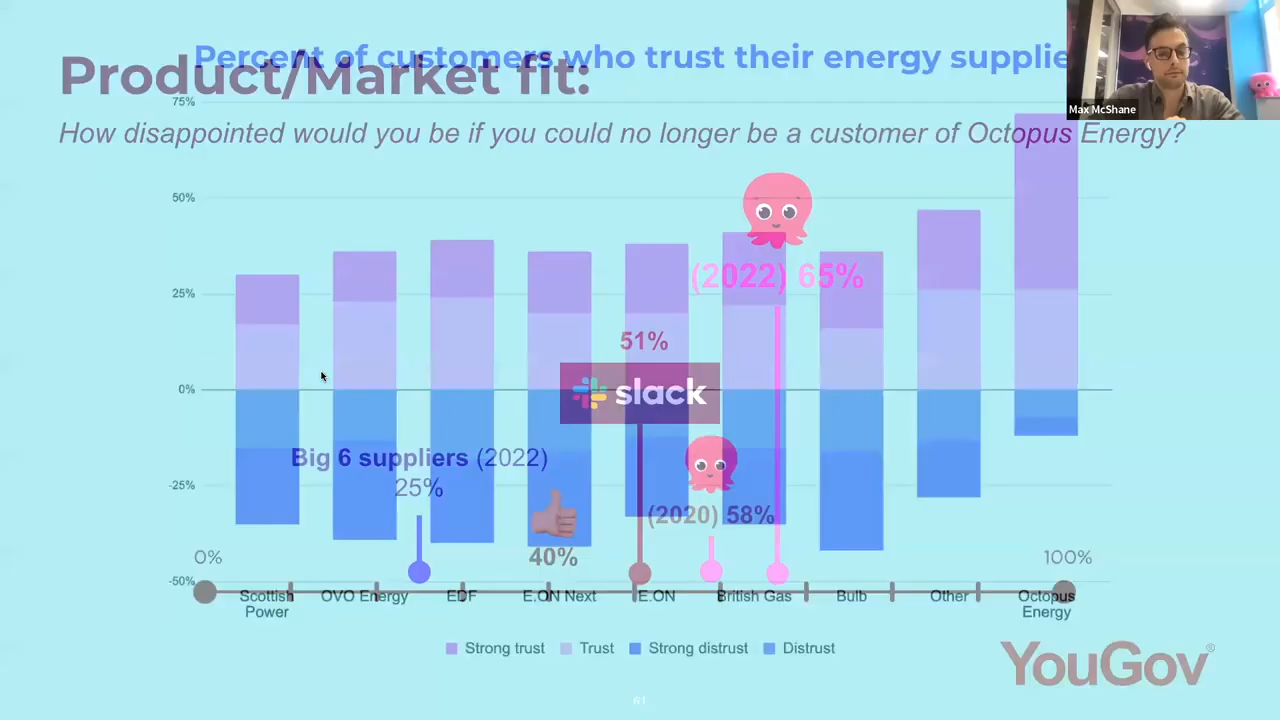 Percent of customers who trust their energy supplie
Product/Market fit:
Max McShane
75%
How disappointed would you be if you could no longer be a customer of Octopus Energy?
50%
(2022) 65%
25%
51%
0%
slack
Big 6 suppliers (2022)
25%
-25%
(2020) 58%
40%
0%
100%
-50%
Scottish Power
OVO Energy
EDF
E.ON Next
E.ON
British Gas
Bulb
Other
Octopus Energy
Strong trust
Trust
Strong distrust
Distrust
YouGov®
61